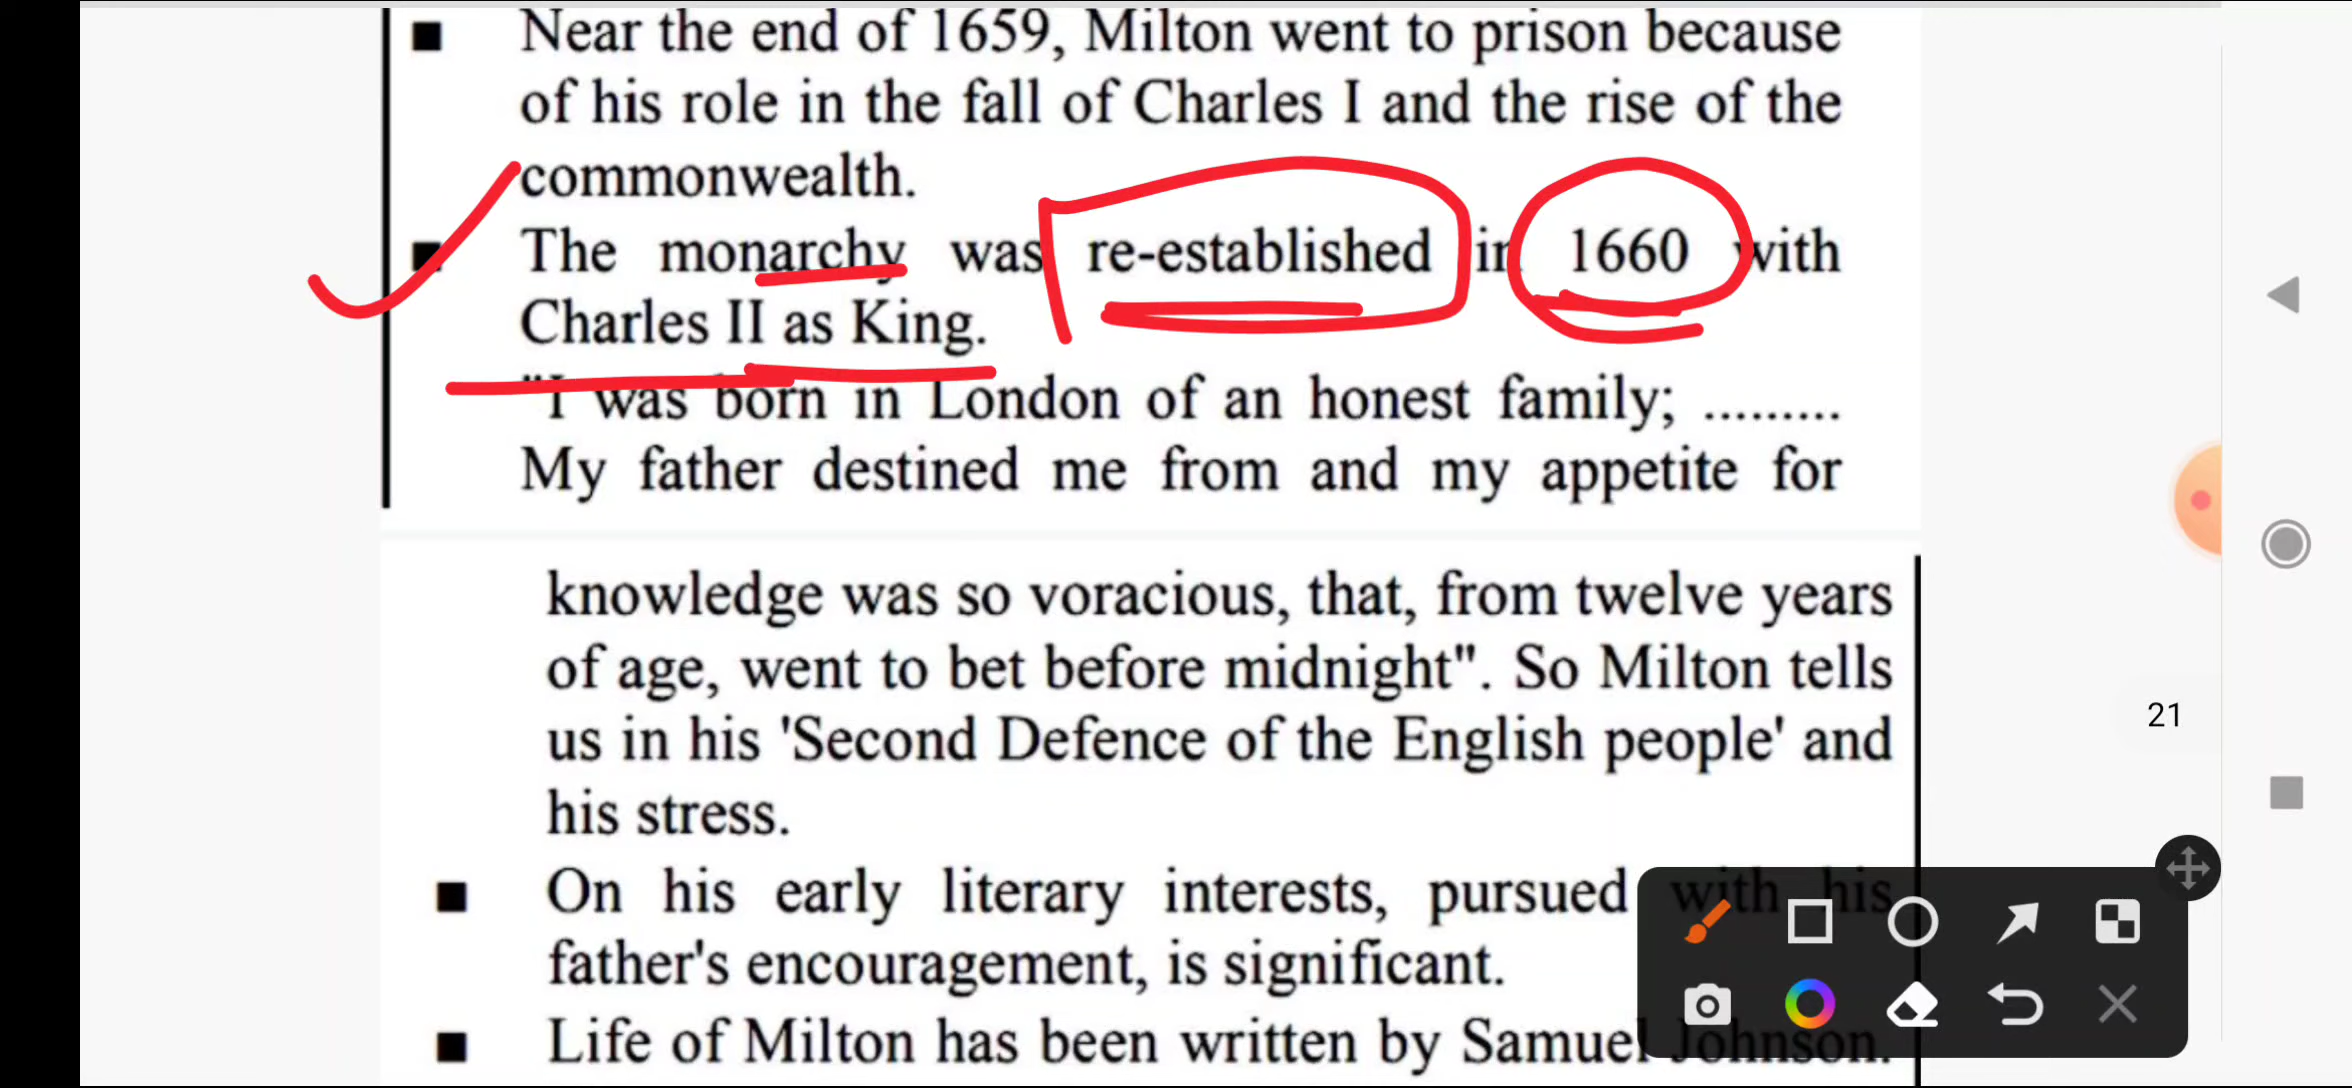 Near the end of 1659, Milton went to prison because
of his role in the fall of Charles I and the rise of the
commonwealth.
The monarchy was re-established in 1660 with
Charles II as King.
"I was born in London of an honest family; .........
My father destined me from and my appetite for
knowledge was so voracious, that, from twelve years
of age, went to bet before midnight". So Milton tells
us in his 'Second Defence of the English people' and
his stress.
21
On his early literary interests, pursued with his
father's encouragement, is significant.
Life of Milton has been written by Samuel Johnson.